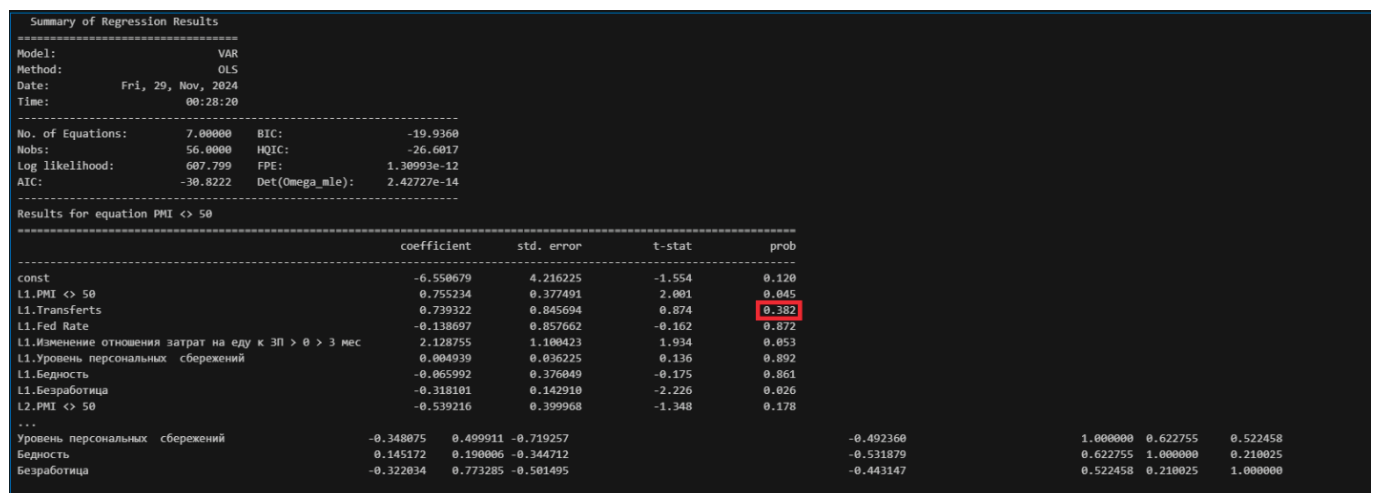 Summary of Regression Results
==================================
Model: VAR
Method: OLS
Date: Fri, 29, Nov, 2024
Time: 00:28:20
--------------------------------------------------------------------
No. of Equations: 7.00000 BIC: -19.9360
Nobs: 56.0000 HQIC: -26.6017
Log likelihood: 607.799 FPE: 1.30993e-12
AIC: -30.8222 Det(Omega_mle): 2.42727e-14
--------------------------------------------------------------------
Results for equation PMI <> 50
========================================================================================================================
coefficient std. error t-stat prob
------------------------------------------------------------------------------------------------------------------------
const -6.550679 4.216225 -1.554 0.120
L1.PMI <> 50 0.755234 0.377491 2.001 0.045
L1.Transferts 0.739322 0.845694 0.874 0.382
L1.Fed Rate -0.138697 0.857662 -0.162 0.872
L1.Изменение отношения затрат на еду к ЗП > 0 > 3 мес 2.128755 1.100423 1.934 0.053
L1.Уровень персональных сбережений 0.004939 0.036225 0.136 0.892
L1.Бедность -0.065992 0.376049 -0.175 0.861
L1.Безработица -0.318101 0.142910 -2.226 0.026
L2.PMI <> 50 -0.539216 0.399968 -1.348 0.178
...
Уровень персональных сбережений -0.348075 0.499911 -0.719257 -0.492360 1.000000 0.622755 0.522458
Бедность 0.145172 0.190006 -0.344712 -0.531879 0.622755 1.000000 0.210025
Безработица -0.322034 0.773285 -0.501495 -0.443147 0.522458 0.210025 1.000000